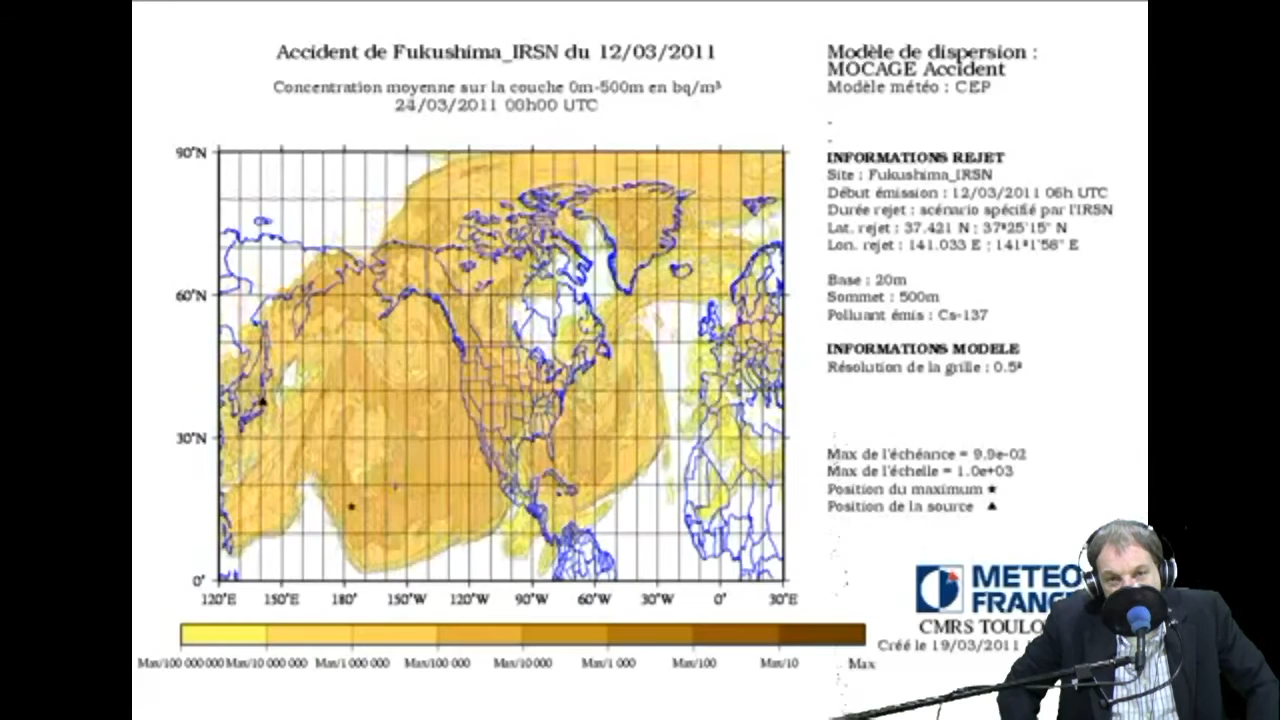 Accident de Fukushima_IRSN du 12/03/2011
Concentration moyenne sur la couche 0m-500m en bq/m³
24/03/2011 00h00 UTC
Modèle de dispersion :
MOCAGE Accident
Modèle météo : CEP
-
-
INFORMATIONS REJET
Site : Fukushima_IRSN
Début émission : 12/03/2011 06h UTC
Durée rejet : scénario spécifié par l'IRSN
Lat. rejet : 37.421 N ; 37°25'15" N
Lon. rejet : 141.033 E ; 141°1'58" E
Base : 20m
Sommet : 500m
Polluant émis : Cs-137
INFORMATIONS MODELE
Résolution de la grille : 0.5°
Max de l'échéance = 9.9e-02
Max de l'échelle = 1.0e+03
Position du maximum ★
Position de la source ▲
90°N
60°N
30°N
0°
120°E 150°E 180° 150°W 120°W 90°W 60°W 30°W 0° 30°E
Max/100 000 000 Max/10 000 000 Max/1 000 000 Max/100 000 Max/10 000 Max/1 000 Max/100 Max/10 Max
METEO
FRANC
CMRS TOULO
Créé le 19/03/2011